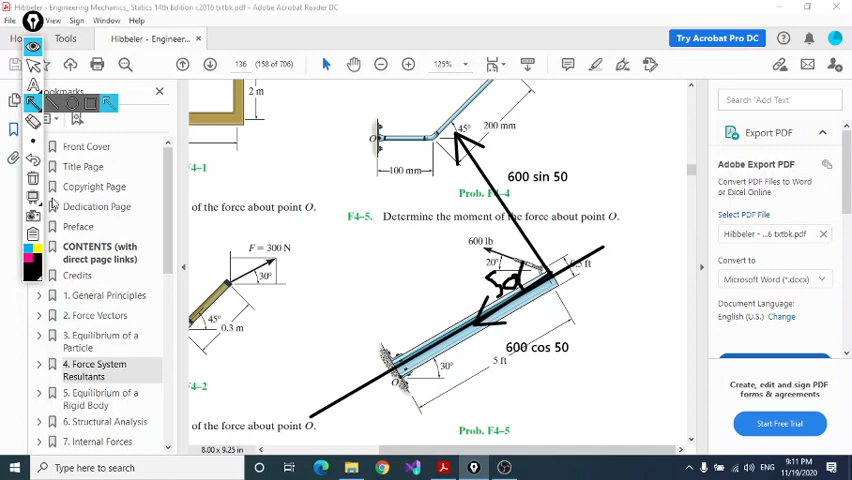 Hibbeler - Engineering Mechanics_ Statics 14th Edition c2016 txtbk.pdf - Adobe Acrobat Reader DC
View Sign Window Help
Tools
Hibbeler - Engineer...
Try Acrobat Pro DC
136
(158 of 706)
125%
Front Cover
Title Page
Copyright Page
Dedication Page
Preface
CONTENTS (with
direct page links)
Credits
1. General Principles
2. Force Vectors
3. Equilibrium of a
Particle
4. Force System
Resultants
5. Equilibrium of a
Rigid Body
6. Structural Analysis
7. Internal Forces
2 m
F4-1
of the force about point O.
F = 300 N
30°
45°
0.3 m
F4-2
of the force about point O.
O
45°
200 mm
100 mm
600 sin 50
Prob. F4-4
F4-5. Determine the moment of the force about point O.
600 lb
20°
0.5 ft
600 cos 50
5 ft
30°
O
Prob. F4-5
8.00 x 9.25 in
Search 'Add Text'
Export PDF
Adobe Export PDF
Convert PDF Files to Word
or Excel Online
Select PDF File
Hibbeler -...6 txtbk.pdf
Convert to
Microsoft Word (*.docx)
Document Language:
English (U.S.) Change
Create, edit and sign PDF
forms & agreements
Start Free Trial
Type here to search
ENG
9:11 PM
11/19/2020